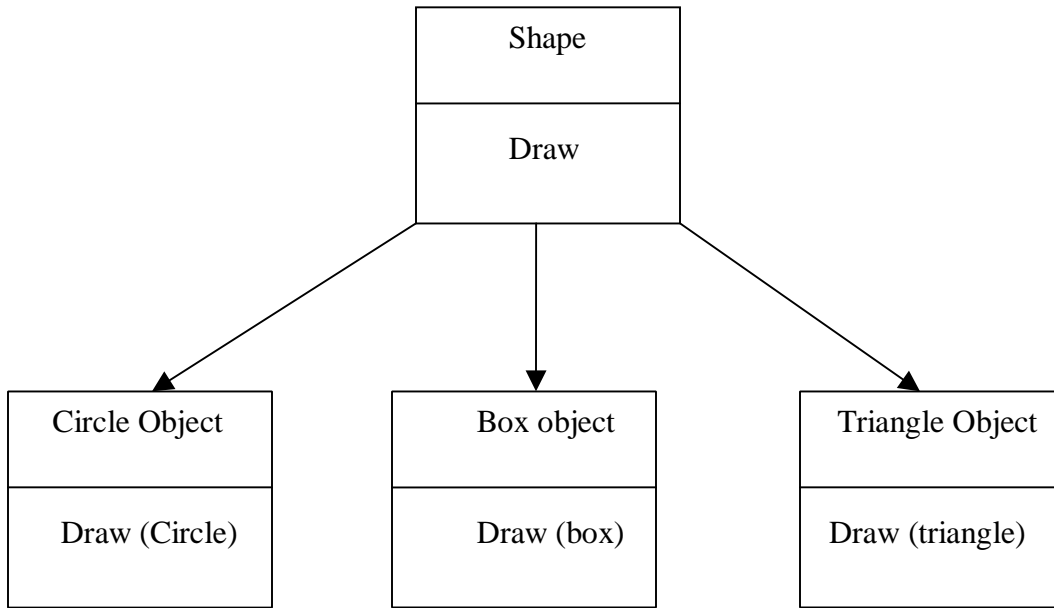 Shape
Draw
Circle Object
Box object
Triangle Object
Draw (Circle)
Draw (box)
Draw (triangle)